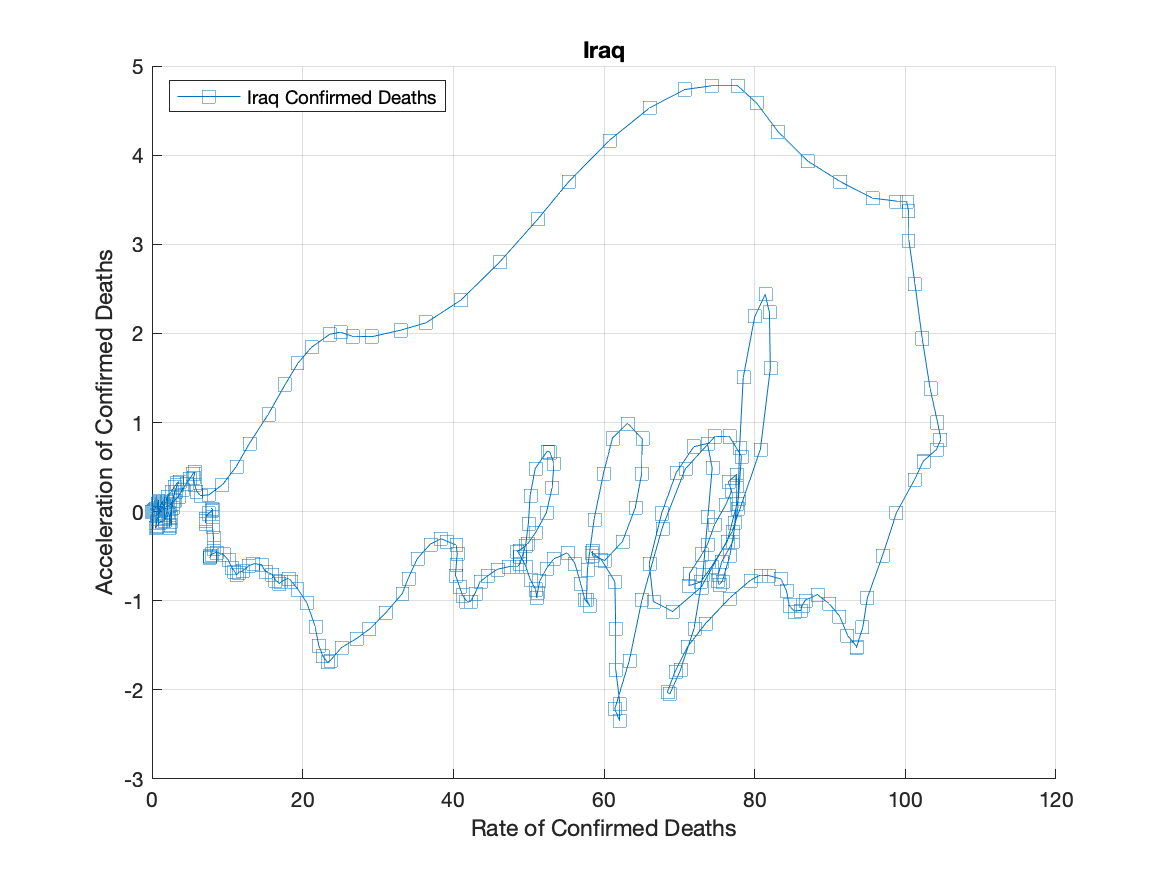 Iraq
Iraq Confirmed Deaths
5
4
3
2
1
0
-1
-2
-3
Acceleration of Confirmed Deaths
0 20 40 60 80 100 120
Rate of Confirmed Deaths